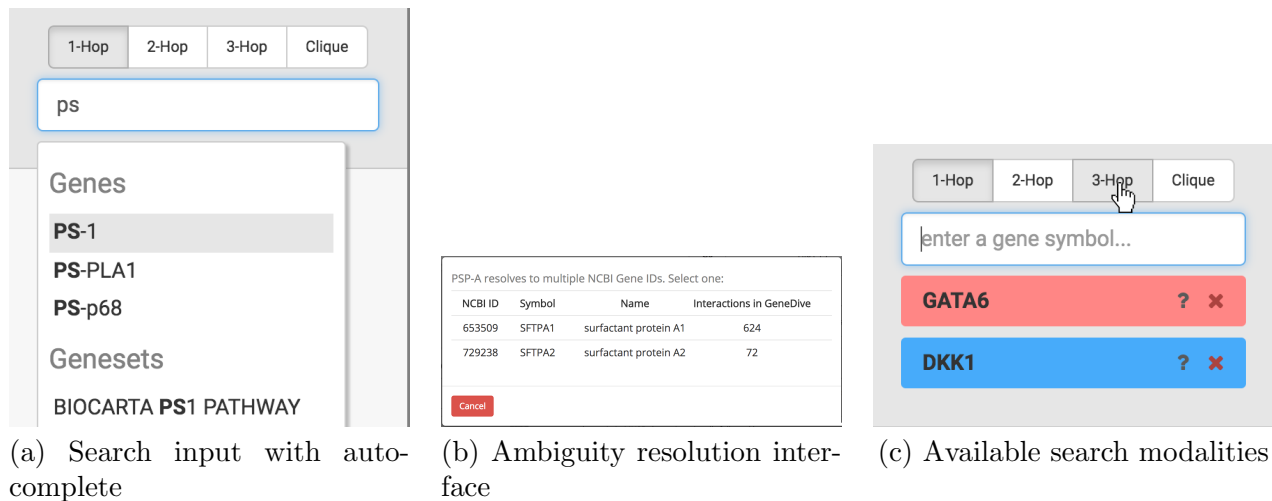 1-Hop 2-Hop 3-Hop Clique
ps
Genes
PS-1
PS-PLA1
PS-p68
Genesets
BIOCARTA PS1 PATHWAY
(a) Search input with auto-
complete
PSP-A resolves to multiple NCBI Gene IDs. Select one:
NCBI ID Symbol Name Interactions in GeneDive
653509 SFTPA1 surfactant protein A1 624
729238 SFTPA2 surfactant protein A2 72
Cancel
(b) Ambiguity resolution inter-
face
1-Hop 2-Hop 3-Hop Clique
enter a gene symbol...
GATA6 ? ✖
DKK1 ? ✖
(c) Available search modalities